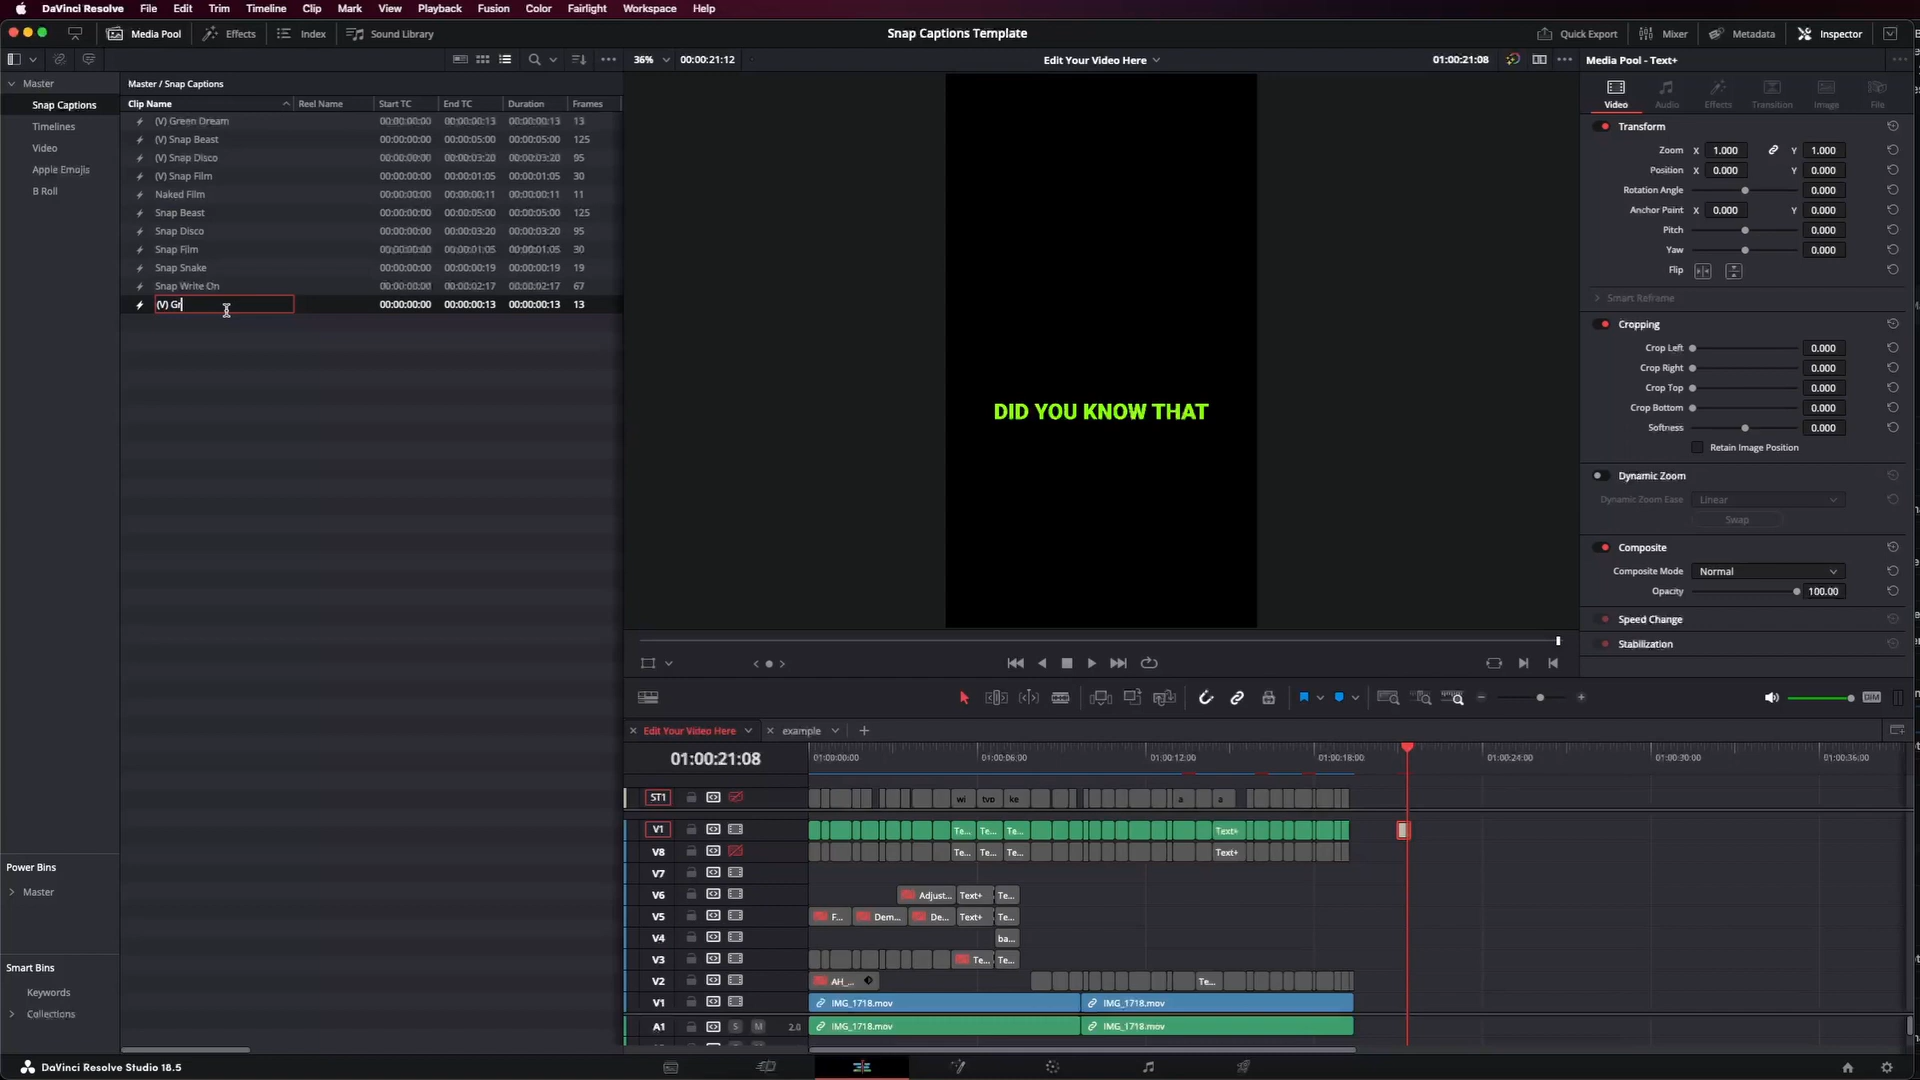 DaVinci Resolve File Edit Trim Timeline Clip Mark View Playback Fusion Color Fairlight Workspace Help
Media Pool Effects Index Sound Library Snap Captions Template Quick Export Mixer Metadata Inspector
36% 00:00:21:12 Edit Your Video Here 01:00:21:08 Media Pool - Text+
Master Master / Snap Captions
Clip Name Reel Name Start TC End TC Duration Frames
Video Audio Effects Transition Image File
Snap Captions
Timelines
Video
Apple Emojis
B Roll
(V) Green Dream 00:00:00:00 00:00:00:13 00:00:00:13 13
(V) Snap Beast 00:00:00:00 00:00:05:00 00:00:05:00 125
(V) Snap Disco 00:00:00:00 00:00:03:20 00:00:03:20 95
(V) Snap Film 00:00:00:00 00:00:01:05 00:00:01:05 30
Naked Film 00:00:00:00 00:00:00:11 00:00:00:11 11
Snap Beast 00:00:00:00 00:00:05:00 00:00:05:00 125
Snap Disco 00:00:00:00 00:00:03:20 00:00:03:20 95
Snap Film 00:00:00:00 00:00:01:05 00:00:01:05 30
Snap Snake 00:00:00:00 00:00:00:19 00:00:00:19 19
Snap Write On 00:00:00:00 00:00:02:17 00:00:02:17 67
(V) Gr 00:00:00:00 00:00:00:13 00:00:00:13 13
DID YOU KNOW THAT
Transform
Zoom X 1.000 Y 1.000
Position X 0.000 Y 0.000
Rotation Angle 0.000
Anchor Point X 0.000 Y 0.000
Pitch 0.000
Yaw 0.000
Flip
Smart Reframe
Cropping
Crop Left 0.000
Crop Right 0.000
Crop Top 0.000
Crop Bottom 0.000
Softness 0.000
Retain Image Position
Dynamic Zoom
Dynamic Zoom Ease Linear
Swap
Composite
Composite Mode Normal
Opacity 100.00
Speed Change
Stabilization
DIM
Edit Your Video Here example
01:00:21:08 01:00:00:00 01:00:06:00 01:00:12:00 01:00:18:00 01:00:24:00 01:00:30:00 01:00:36:00
ST1 wi typ ke a a
V1 Te... Te... Te... Text+
V8 Te... Te... Te... Text+
V7
V6 Adjust... Text+ Te...
V5 F... Dem... De... Text+ Te...
V4 ba...
V3 Te... Te...
V2 AH_... Te...
V1 IMG_1718.mov IMG_1718.mov
A1 S M 2.0 IMG_1718.mov IMG_1718.mov
Power Bins
Master
Smart Bins
Keywords
Collections
DaVinci Resolve Studio 18.5